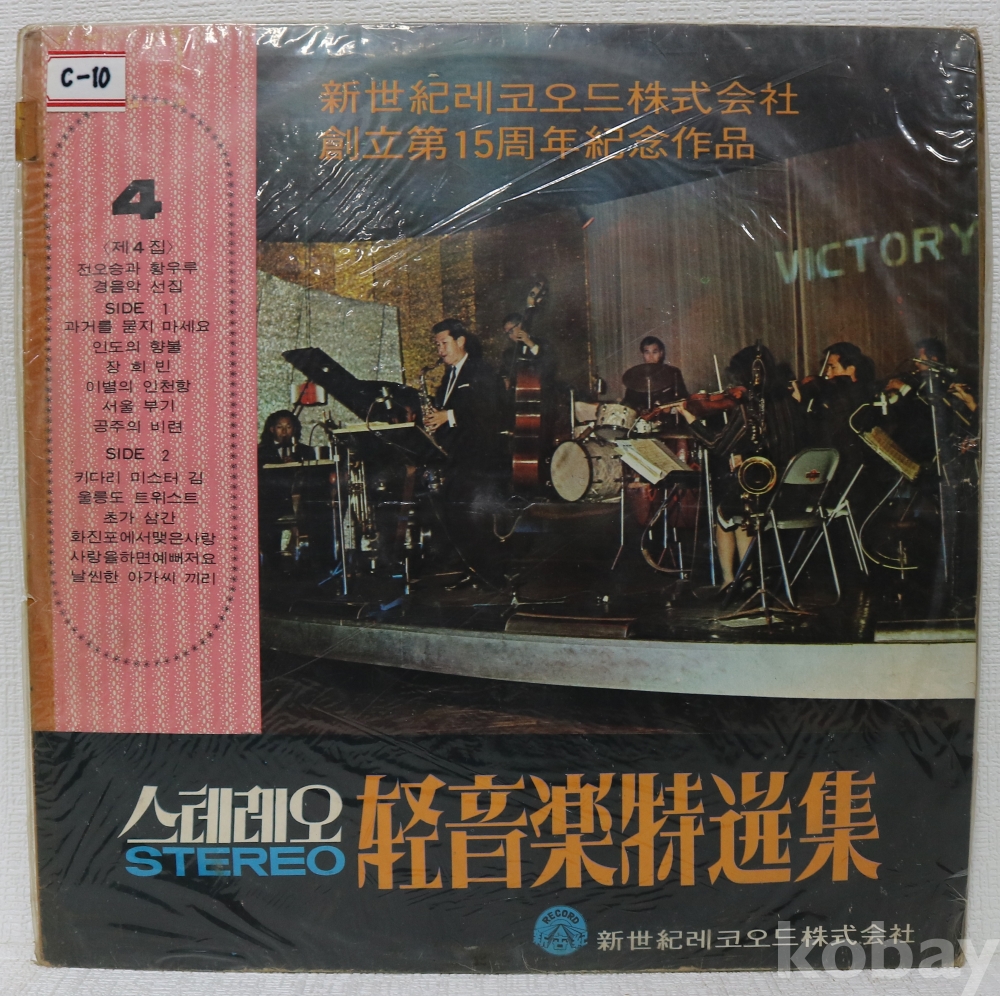 C-10
新世紀레코오드株式会社
創立第15周年紀念作品
VICTORY
4
〈제4집〉
전오승과 황우루
경음악 선집
SIDE 1
과거를 묻지 마세요
인도의 향불
장 희 빈
이별의 인천항
서울 부기
공주의 비련
SIDE 2
키다리 미스터 김
울릉도 트위스트
초가 삼간
화진포에서맺은사랑
사랑을하면예뻐저요
날씬한 아가씨 끼리
스테레오
STEREO
軽音楽特選集
RECORD
新世紀레코오드株式会社
kobay